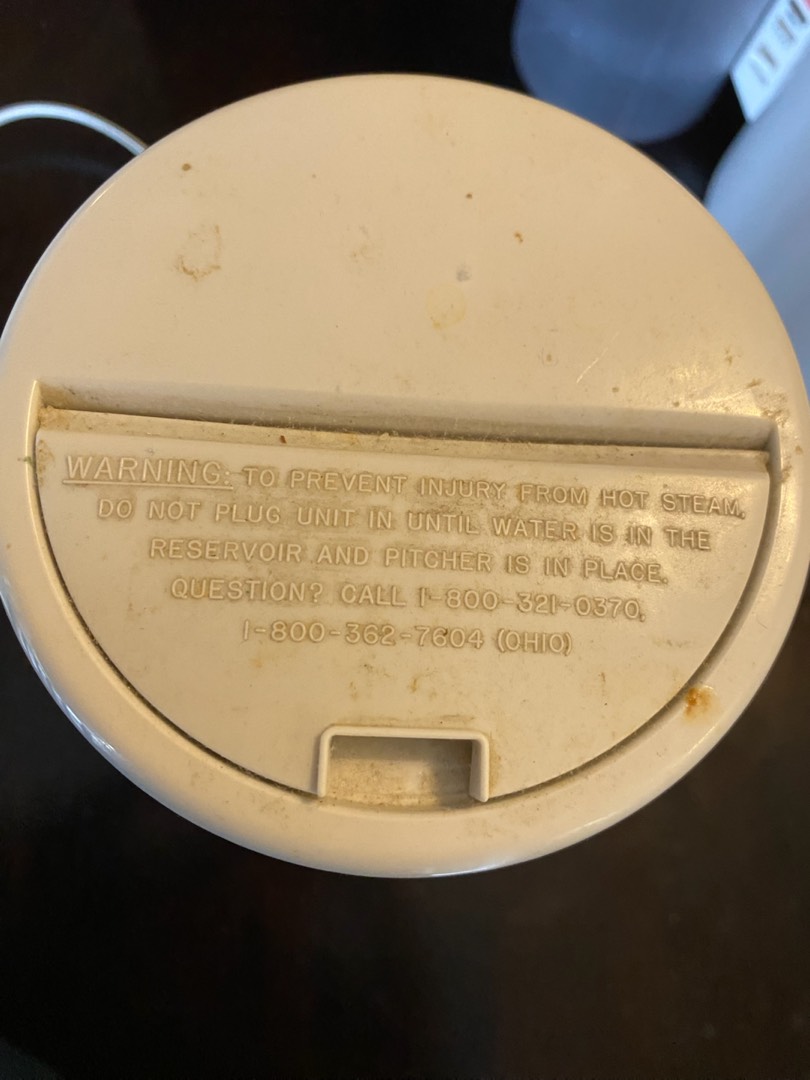 WARNING: TO PREVENT INJURY FROM HOT STEAM,
DO NOT PLUG UNIT IN UNTIL WATER IS IN THE
RESERVOIR AND PITCHER IS IN PLACE.
QUESTION? CALL 1-800-321-0370,
1-800-362-7604 (OHIO)